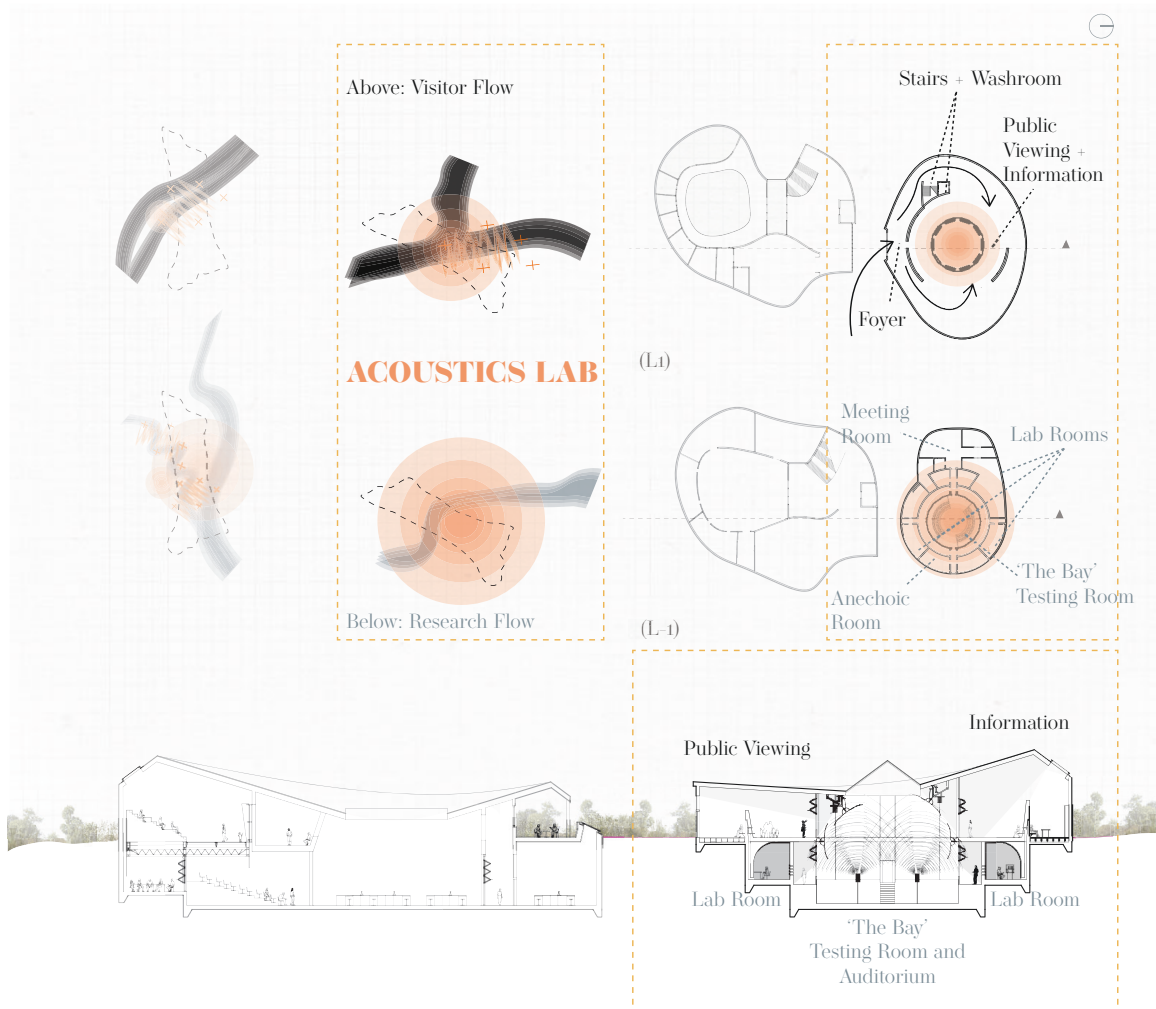 Above: Visitor Flow
Stairs + Washroom
Public
Viewing +
Information
Foyer
(L1)
ACOUSTICS LAB
Meeting
Room
Lab Rooms
'The Bay'
Testing Room
Anechoic
Room
Below: Research Flow
(L-1)
Information
Public Viewing
Lab Room
Lab Room
'The Bay'
Testing Room and
Auditorium